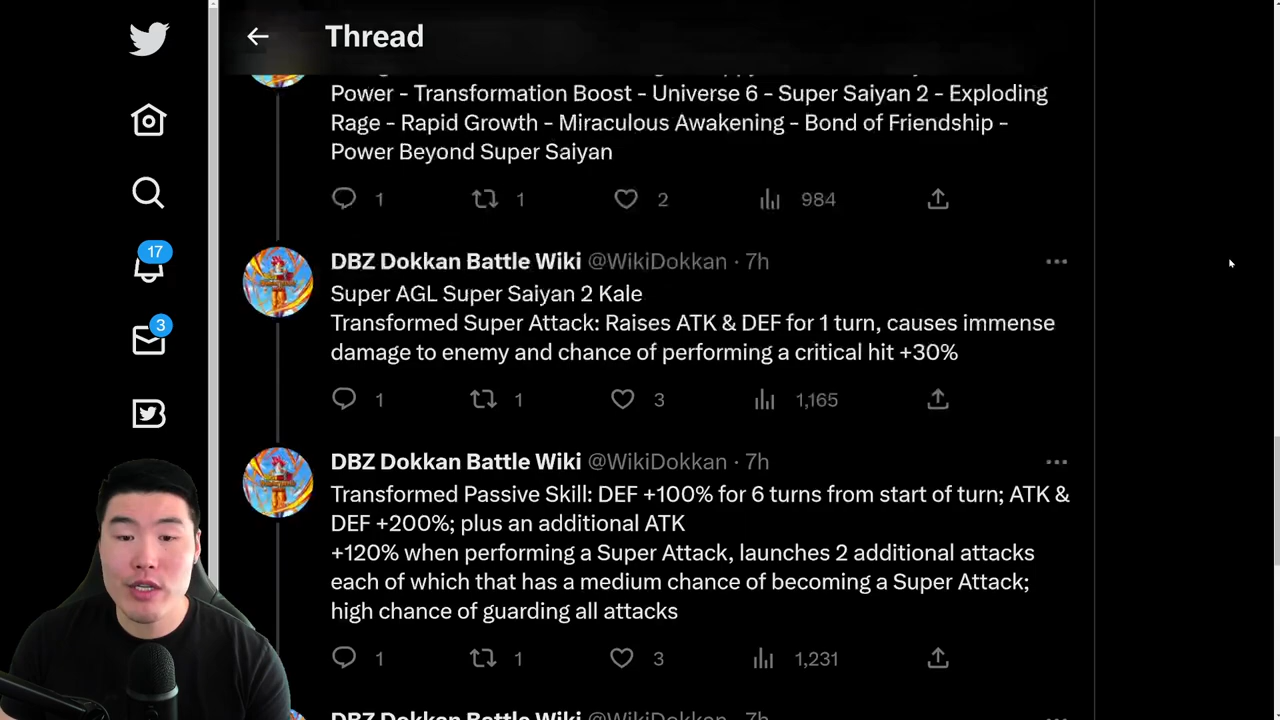 Thread
Power - Transformation Boost - Universe 6 - Super Saiyan 2 - Exploding
Rage - Rapid Growth - Miraculous Awakening - Bond of Friendship -
Power Beyond Super Saiyan
1 1 2 984
17
DBZ Dokkan Battle Wiki @WikiDokkan · 7h
Super AGL Super Saiyan 2 Kale
Transformed Super Attack: Raises ATK & DEF for 1 turn, causes immense
damage to enemy and chance of performing a critical hit +30%
3
1 1 3 1,165
DBZ Dokkan Battle Wiki @WikiDokkan · 7h
Transformed Passive Skill: DEF +100% for 6 turns from start of turn; ATK &
DEF +200%; plus an additional ATK
+120% when performing a Super Attack, launches 2 additional attacks
each of which that has a medium chance of becoming a Super Attack;
high chance of guarding all attacks
1 1 3 1,231
DBZ Dokkan Battle Wiki @WikiDokkan · 7h